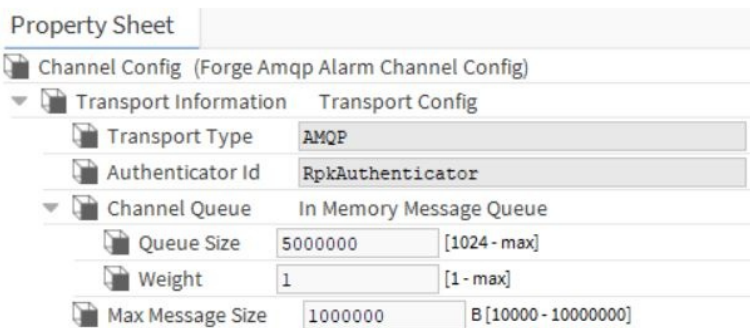 Property Sheet
Channel Config (Forge Amqp Alarm Channel Config)
Transport Information Transport Config
Transport Type AMQP
Authenticator Id RpkAuthenticator
Channel Queue In Memory Message Queue
Queue Size 5000000 [1024 - max]
Weight 1 [1 - max]
Max Message Size 1000000 B [10000 - 10000000]